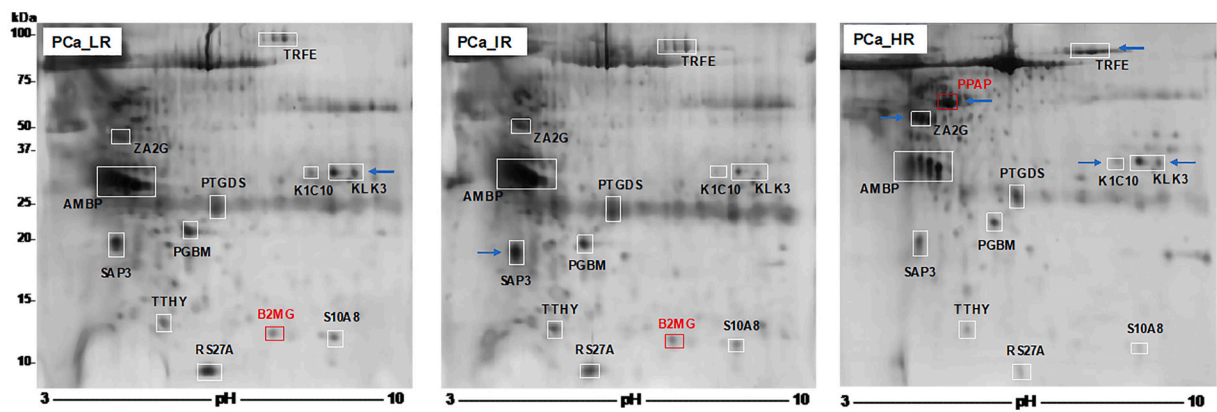 kDa
100
75
50
37
25
20
15
10
PCa_LR
TRFE
ZA2G
AMBP
PTGDS
K1C10
KLK3
PGBM
SAP3
TTHY
B2MG
S10A8
RS27A
3
pH
10
PCa_IR
TRFE
ZA2G
AMBP
PTGDS
K1C10
KLK3
PGBM
SAP3
TTHY
B2MG
S10A8
RS27A
3
pH
10
PCa_HR
TRFE
PPAP
ZA2G
AMBP
PTGDS
K1C10
KLK3
PGBM
SAP3
TTHY
S10A8
RS27A
3
pH
10